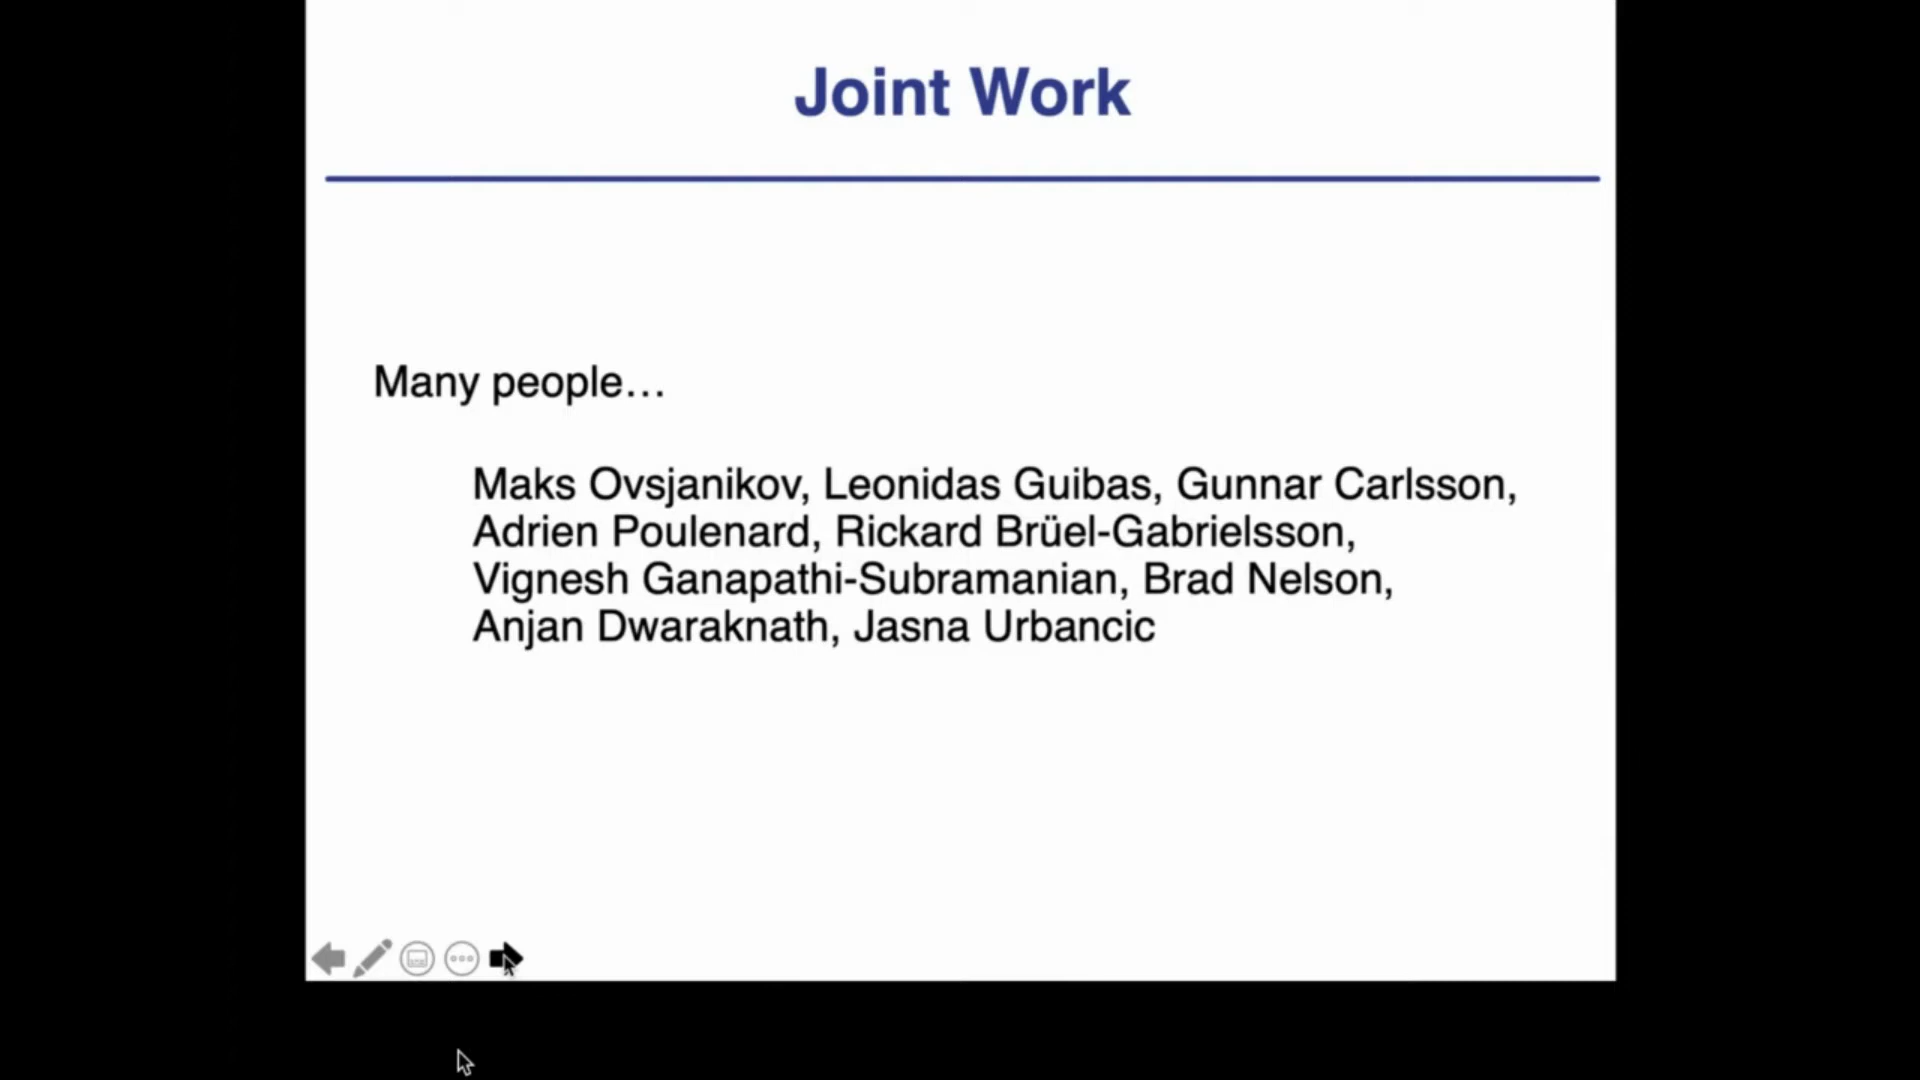 Joint Work
Many people…
Maks Ovsjanikov, Leonidas Guibas, Gunnar Carlsson,
Adrien Poulenard, Rickard Brüel-Gabrielsson,
Vignesh Ganapathi-Subramanian, Brad Nelson,
Anjan Dwaraknath, Jasna Urbancic